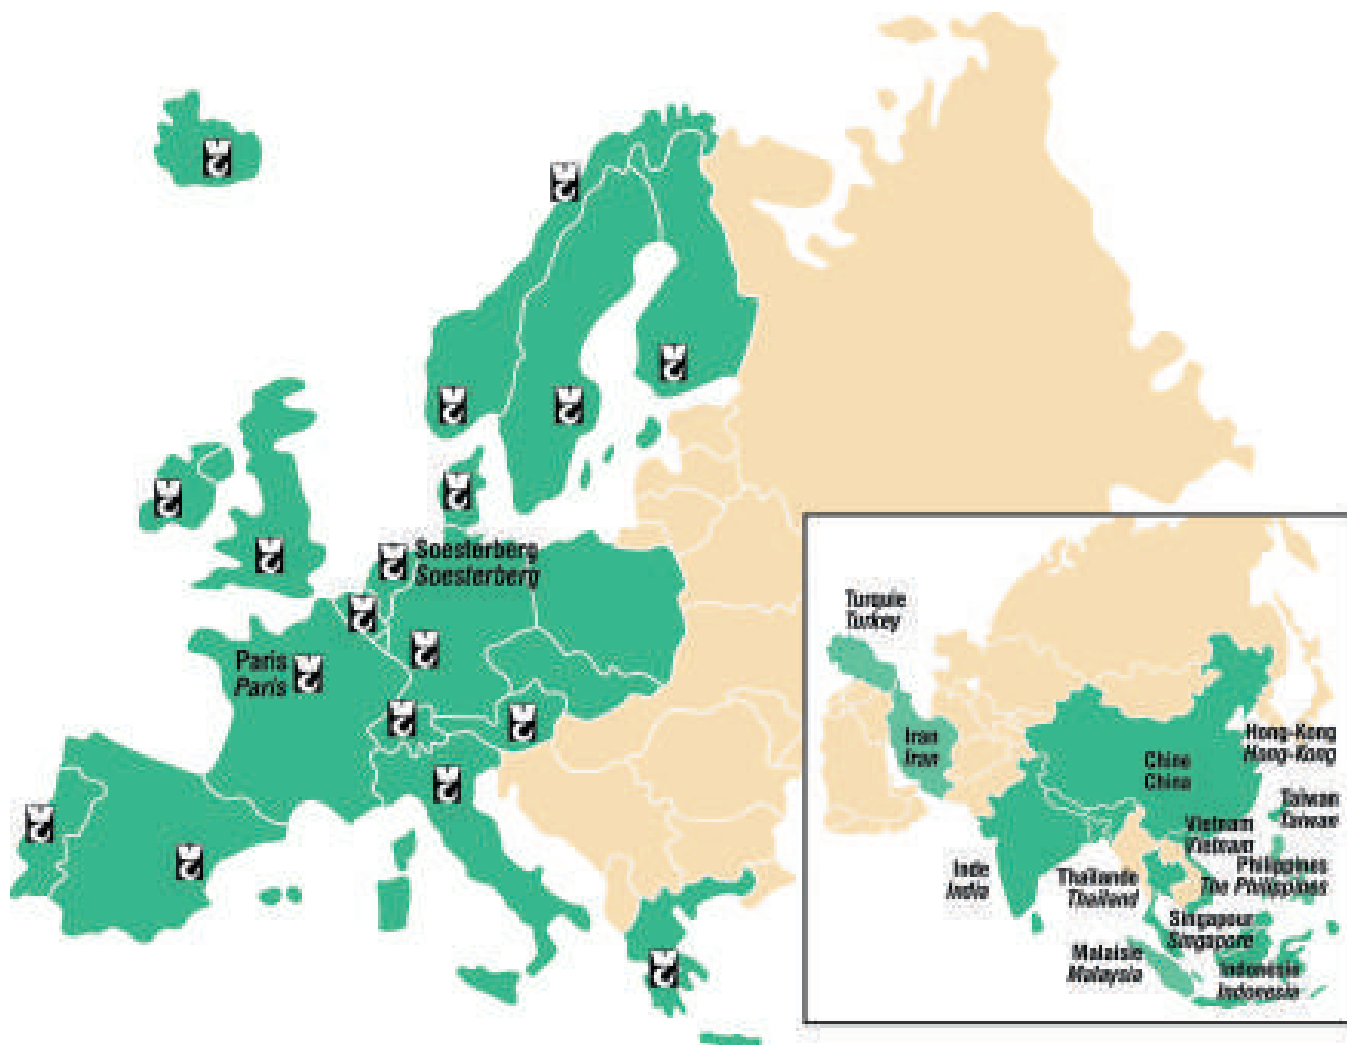 Soesterberg
Soesterberg
Paris
Paris
Turquie
Turkey
Iran
Iran
Chine
China
Hong-Kong
Hong-Kong
Taiwan
Taiwan
Vietnam
Vietnam
Philippines
The Philippines
Inde
India
Thaïlande
Thailand
Singapour
Singapore
Malaisie
Malaysia
Indonésie
Indonesia